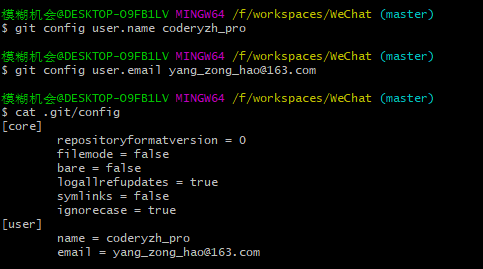 模糊机会@DESKTOP-O9FB1LV MINGW64 /f/workspaces/WeChat (master)
$ git config user.name coderyzh_pro
模糊机会@DESKTOP-O9FB1LV MINGW64 /f/workspaces/WeChat (master)
$ git config user.email yang_zong_hao@163.com
模糊机会@DESKTOP-O9FB1LV MINGW64 /f/workspaces/WeChat (master)
$ cat .git/config
[core]
repositoryformatversion = 0
filemode = false
bare = false
logallrefupdates = true
symlinks = false
ignorecase = true
[user]
name = coderyzh_pro
email = yang_zong_hao@163.com